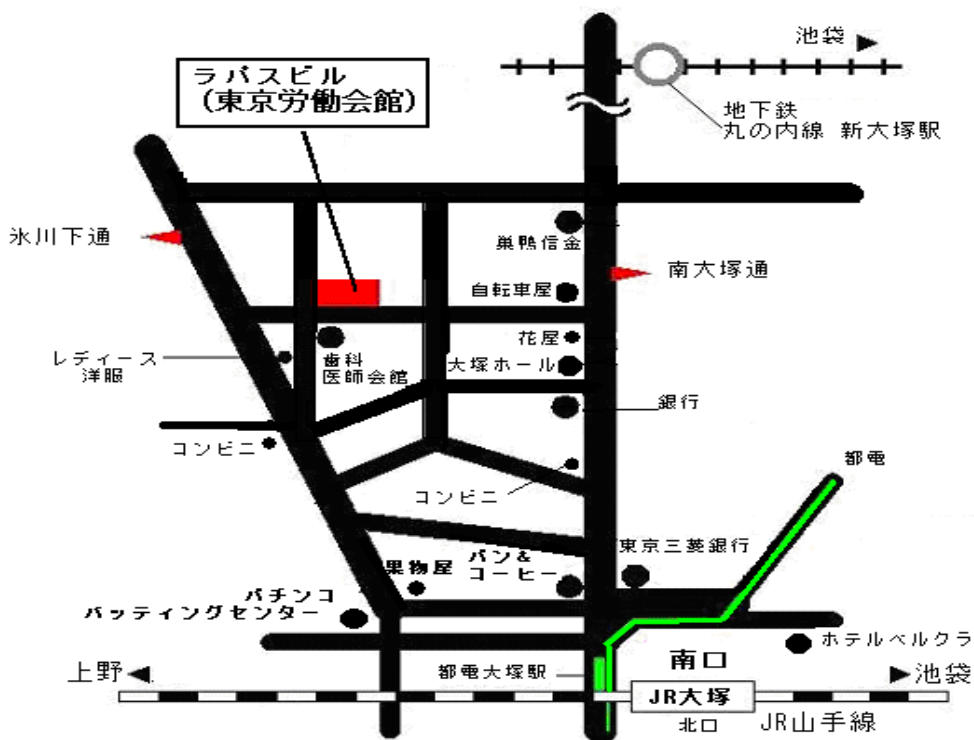 池袋
ラパスビル
(東京労働会館)
地下鉄
丸の内線 新大塚駅
氷川下通
巣鴨信金
南大塚通
自転車屋
花屋
レディース
洋服
歯科
医師会館
大塚ホール
銀行
コンビニ
都電
コンビニ
東京三菱銀行
果物屋
パン&
コーヒー
パチンコ
バッティングセンター
ホテルベルクラ
上野
都電大塚駅
南口
池袋
JR大塚
北口
JR山手線